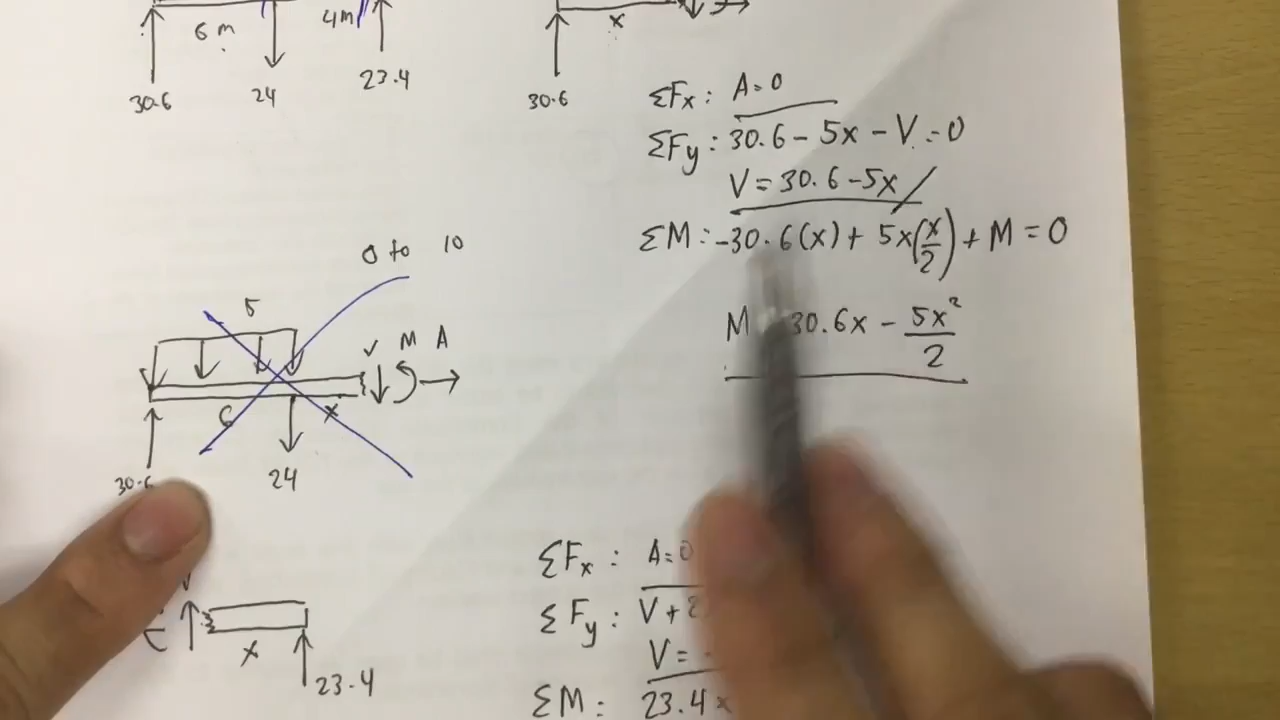 6 m
4m
30.6
24
23.4
x
30.6
ΣFx: A=0
ΣFy: 30.6 - 5x - V = 0
V = 30.6 - 5x
ΣM: -30.6(x) + 5x(x/2) + M = 0
M 30.6x - 5x²/2
0 to 10
5
V M A
6
x
24
x
23.4
ΣFx: A=0
ΣFy: V +
V =
ΣM: 23.4x